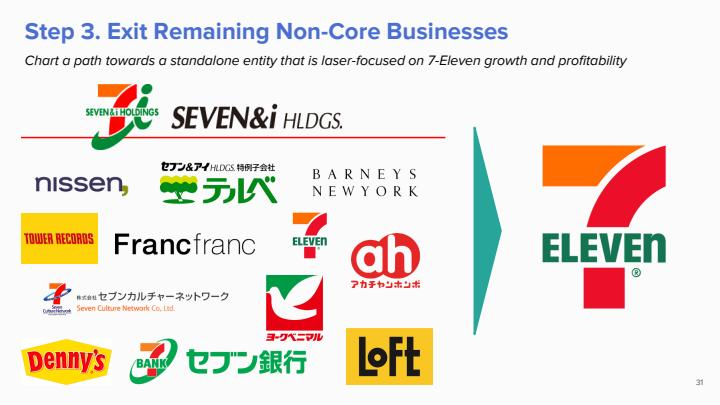 Step 3. Exit Remaining Non-Core Businesses
Chart a path towards a standalone entity that is laser-focused on 7-Eleven growth and profitability
SEVEN&i HOLDINGS
SEVEN&i HLDGS.
nissen,
セブン&アイHLDGS.特例子会社
テルベ
BARNEYS
NEWYORK
TOWER RECORDS
Francfranc
7
ELEVEN
ah
アカチャンホンポ
7
ELEVEn
®
株式会社セブンカルチャーネットワーク
Seven Culture Network Co., Ltd.
Seven
Culture Network
ヨークベニマル
Denny's
7
BANK
セブン銀行
LoFt
31